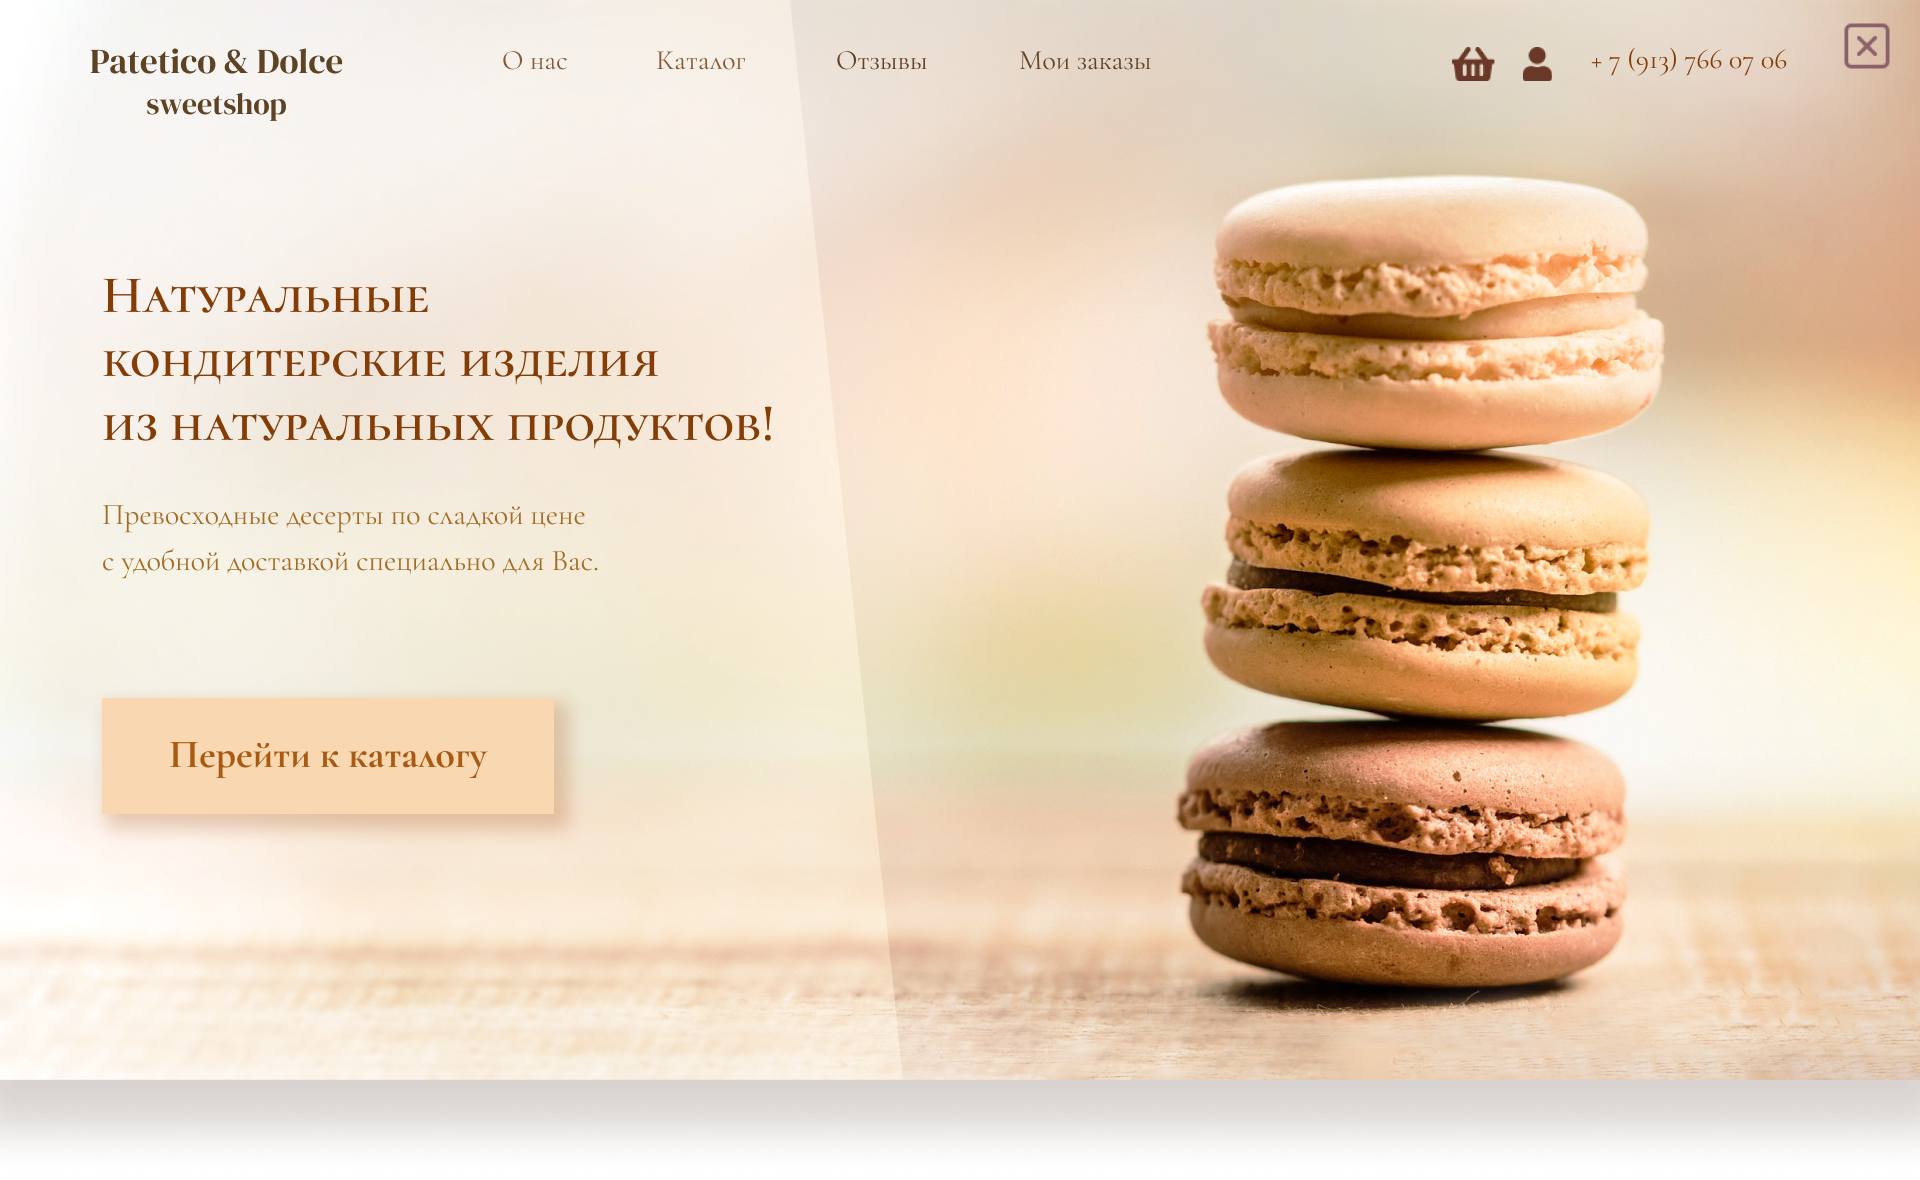 Patetico & Dolce
sweetshop
О нас
Каталог
Отзывы
Мои заказы
+ 7 (913) 766 07 06
Натуральные
кондитерские изделия
из натуральных продуктов!
Превосходные десерты по сладкой цене
с удобной доставкой специально для Вас.
Перейти к каталогу